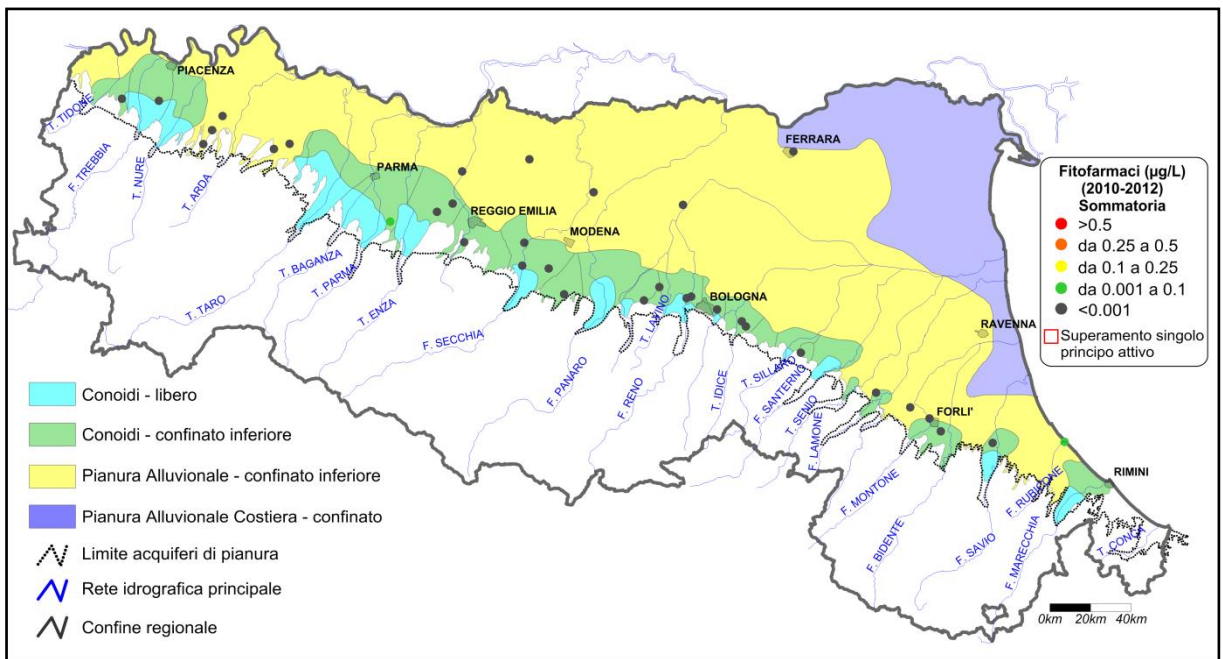 PIACENZA
T. TIDONE
F. TREBBIA
T. NURE
T. ARDA
PARMA
REGGIO EMILIA
MODENA
FERRARA
BOLOGNA
RAVENNA
FORLI'
RIMINI
T. TARO
T. BAGANZA
T. PARMA
T. ENZA
F. SECCHIA
F. PANARO
F. RENO
T. LAVINO
T. IDICE
T. SILLARO
F. SANTERNO
T. SENIO
F. LAMONE
F. MONTONE
F. BIDENTE
F. SAVIO
F. RUBICONE
F. MARECCHIA
T. CONCA
Fitofarmaci (µg/L)
(2010-2012)
Sommatoria
>0.5
da 0.25 a 0.5
da 0.1 a 0.25
da 0.001 a 0.1
<0.001
Superamento singolo
principo attivo
Conoidi - libero
Conoidi - confinato inferiore
Pianura Alluvionale - confinato inferiore
Pianura Alluvionale Costiera - confinato
Limite acquiferi di pianura
Rete idrografica principale
Confine regionale
0km 20km 40km